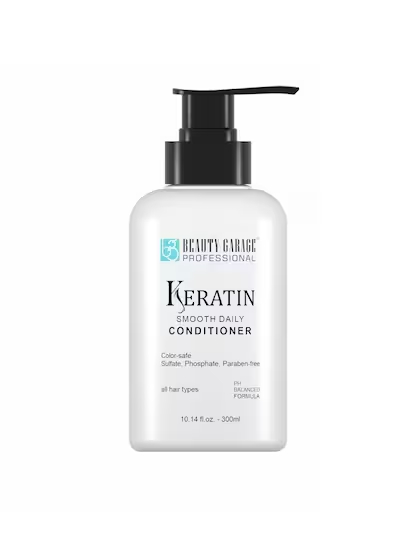 BEAUTY GARAGE®
PROFESSIONAL
KERATIN
SMOOTH DAILY
CONDITIONER
Color-safe
Sulfate, Phosphate, Paraben free
all hair types
PH
BALANCED
FORMULA
10.14 fl.oz. - 300ml